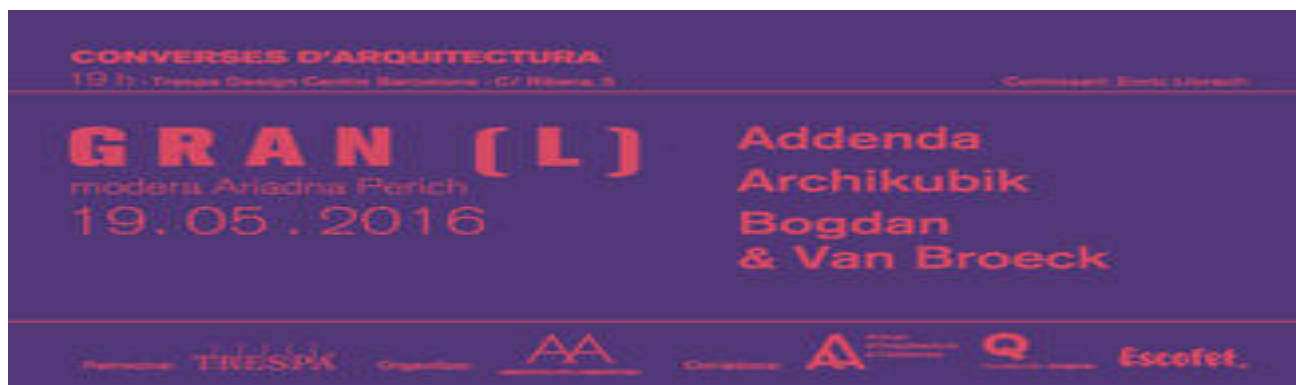 CONVERSES D'ARQUITECTURA
19 h - Trespa Design Centre Barcelona - C/ Ribera, 5
Comissari: Enric Llorach
GRAN (L)
modera Ariadna Perich
19.05.2016
Addenda
Archikubik
Bogdan
& Van Broeck
TRESPA
AA
Q
Escofet.